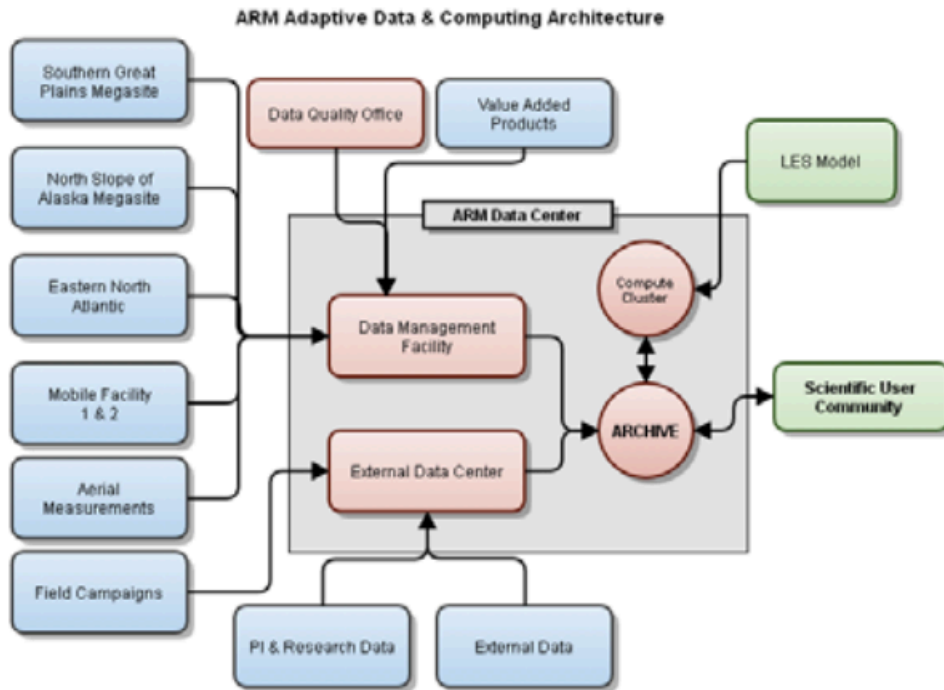 ARM Adaptive Data & Computing Architecture
Southern Great
Plains Megasite
Data Quality Office
Value Added
Products
LES Model
North Slope of
Alaska Megasite
ARM Data Center
Compute
Cluster
Eastern North
Atlantic
Data Management
Facility
Mobile Facility
1 & 2
Scientific User
Community
ARCHIVE
External Data Center
Aerial
Measurements
Field Campaigns
PI & Research Data
External Data